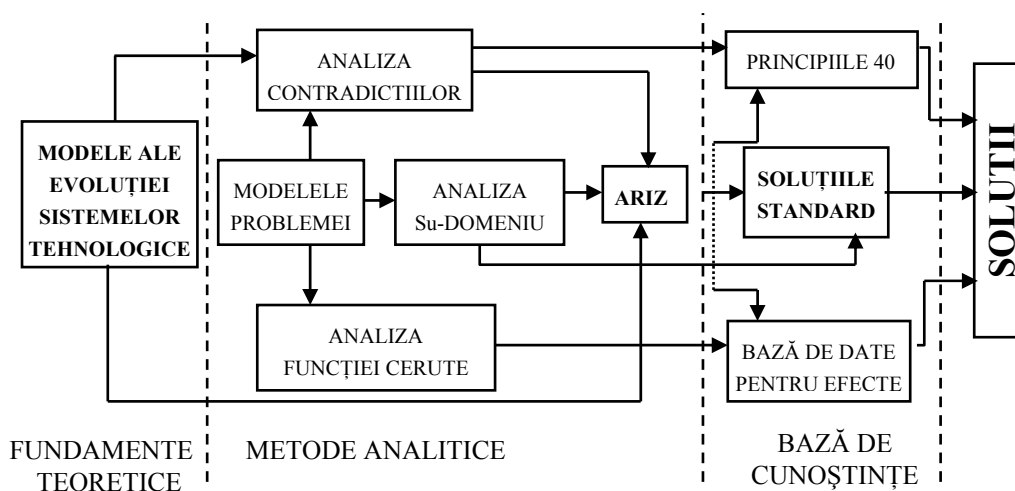 MODELE ALE
EVOLUȚIEI
SISTEMELOR
TEHNOLOGICE
ANALIZA
CONTRADICTIILOR
MODELELE
PROBLEMEI
ANALIZA
Su-DOMENIU
ARIZ
ANALIZA
FUNCȚIEI CERUTE
PRINCIPIILE 40
SOLUȚIILE
STANDARD
BAZĂ DE DATE
PENTRU EFECTE
SOLUTII
FUNDAMENTE
TEORETICE
METODE ANALITICE
BAZĂ DE
CUNOŞTINȚE